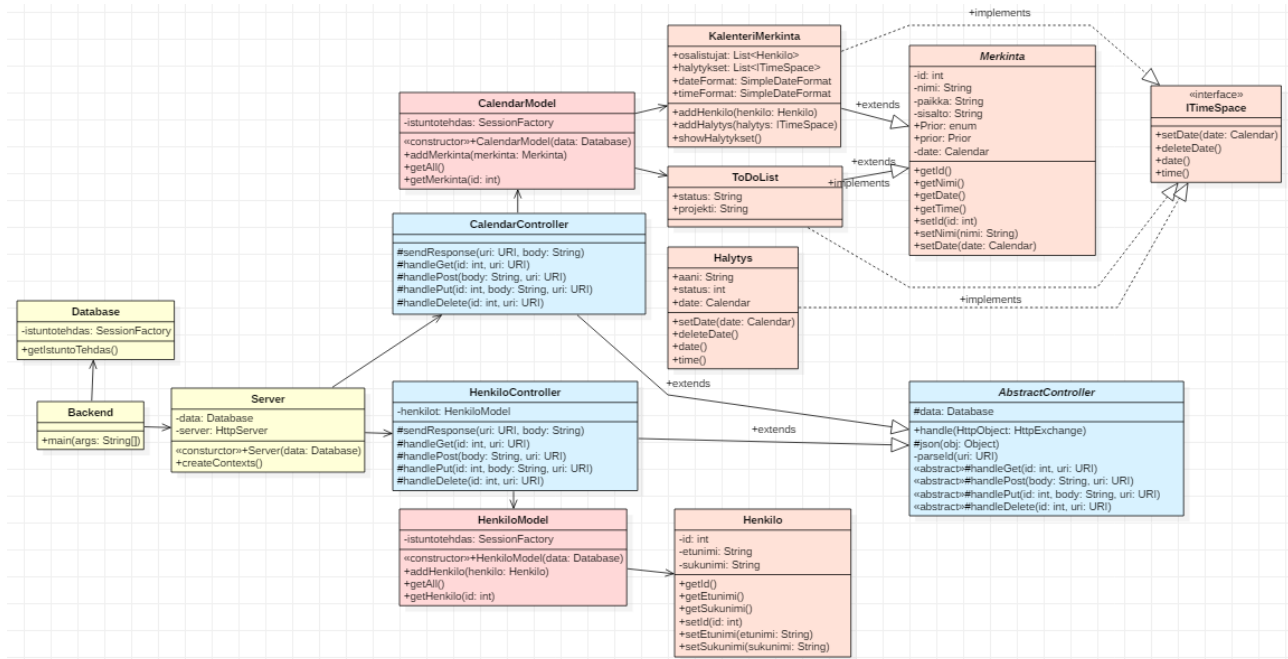 +implements
KalenteriMerkinta
+osalistujat: List<Henkilo>
+halytykset: List<ITimeSpace>
+dateFormat: SimpleDateFormat
+timeFormat: SimpleDateFormat
+addHenkilo(henkilo: Henkilo)
+addHalytys(halytys: ITimeSpace)
+showHalytykset()
+extends
Merkinta
-id: int
-nimi: String
-paikka: String
-sisalto: String
+Prior: enum
+prior: Prior
-date: Calendar
+getId()
+getNimi()
+getDate()
+getTime()
+setId(id: int)
+setNimi(nimi: String)
+setDate(date: Calendar)
«interface»
ITimeSpace
+setDate(date: Calendar)
+deleteDate()
+date()
+time()
CalendarModel
-istuntotehdas: SessionFactory
«constructor»+CalendarModel(data: Database)
+addMerkinta(merkinta: Merkinta)
+getAll()
+getMerkinta(id: int)
+extends
+implements
ToDoList
+status: String
+projekti: String
CalendarController
#sendResponse(uri: URI, body: String)
#handleGet(id: int, uri: URI)
#handlePost(body: String, uri: URI)
#handlePut(id: int, body: String, uri: URI)
#handleDelete(id: int, uri: URI)
Halytys
+aani: String
+status: int
+date: Calendar
+setDate(date: Calendar)
+deleteDate()
+date()
+time()
+implements
Database
-istuntotehdas: SessionFactory
+getIstuntoTehdas()
Backend
+main(args: String[])
Server
-data: Database
-server: HttpServer
«consturctor»+Server(data: Database)
+createContexts()
HenkiloController
-henkilot: HenkiloModel
#sendResponse(uri: URI, body: String)
#handleGet(id: int, uri: URI)
#handlePost(body: String, uri: URI)
#handlePut(id: int, body: String, uri: URI)
#handleDelete(id: int, uri: URI)
+extends
+extends
AbstractController
#data: Database
+handle(HttpObject: HttpExchange)
#json(obj: Object)
-parseId(uri: URI)
«abstract»#handleGet(id: int, uri: URI)
«abstract»#handlePost(body: String, uri: URI)
«abstract»#handlePut(id: int, body: String, uri: URI)
«abstract»#handleDelete(id: int, uri: URI)
HenkiloModel
-istuntotehdas: SessionFactory
«constructor»+HenkiloModel(data: Database)
+addHenkilo(henkilo: Henkilo)
+getAll()
+getHenkilo(id: int)
Henkilo
-id: int
-etunimi: String
-sukunimi: String
+getId()
+getEtunimi()
+getSukunimi()
+setId(id: int)
+setEtunimi(etunimi: String)
+setSukunimi(sukunimi: String)